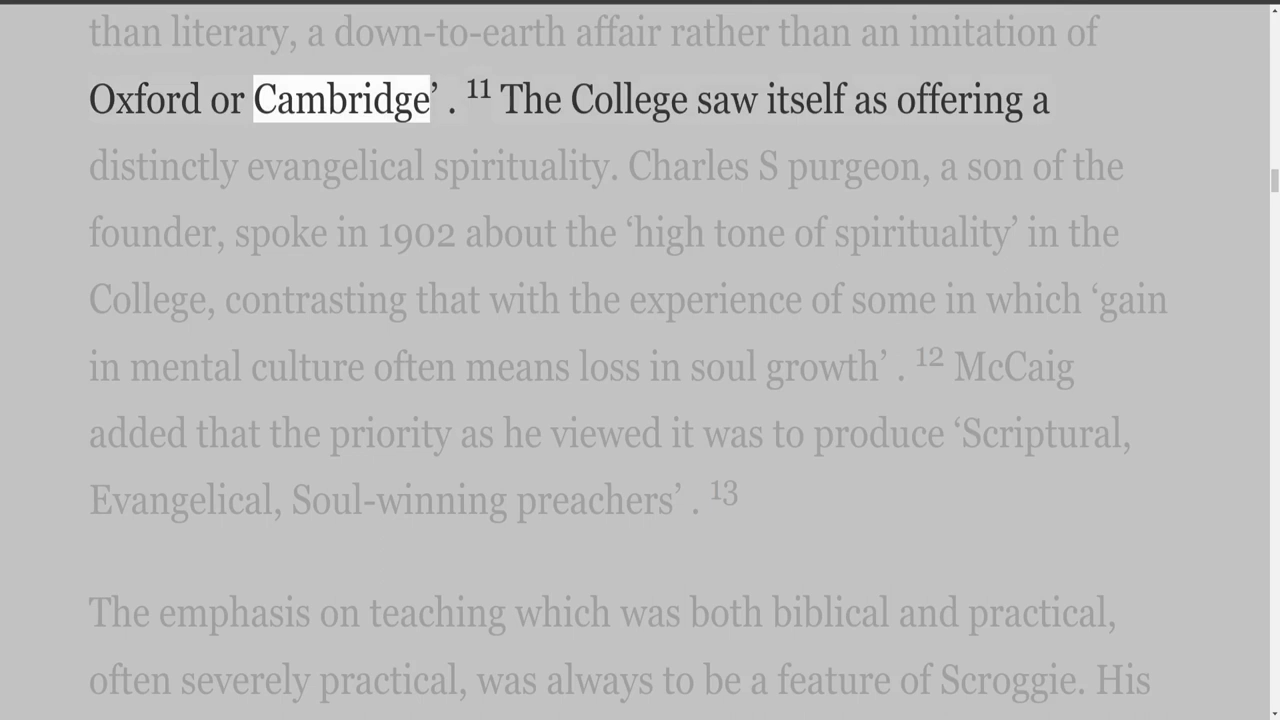 than literary, a down-to-earth affair rather than an imitation of
Oxford or Cambridge’ . 11 The College saw itself as offering a
distinctly evangelical spirituality. Charles S purgeon, a son of the
founder, spoke in 1902 about the ‘high tone of spirituality’ in the
College, contrasting that with the experience of some in which ‘gain
in mental culture often means loss in soul growth’ . 12 McCaig
added that the priority as he viewed it was to produce ‘Scriptural,
Evangelical, Soul-winning preachers’ . 13
The emphasis on teaching which was both biblical and practical,
often severely practical, was always to be a feature of Scroggie. His